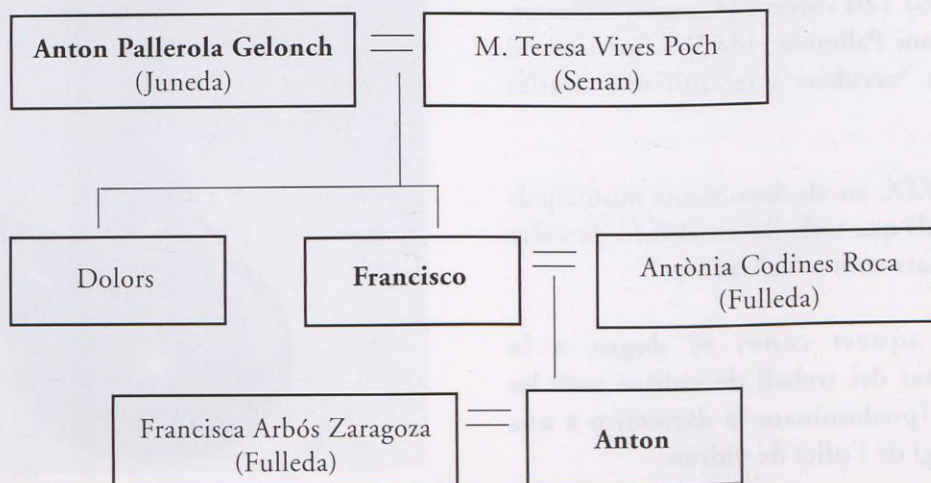 Anton Pallerola Gelonch
(Juneda)
M. Teresa Vives Poch
(Senan)
Dolors
Francisco
Antònia Codines Roca
(Fulleda)
Francisca Arbós Zaragoza
(Fulleda)
Anton